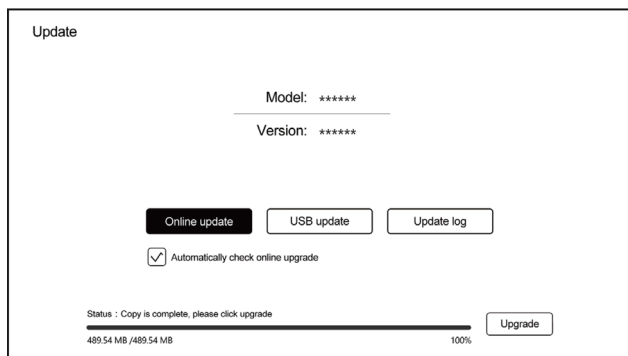 Update
Model: ******
Version: ******
Online update
USB update
Update log
Automatically check online upgrade
Status : Copy is complete, please click upgrade
Upgrade
489.54 MB /489.54 MB
100%